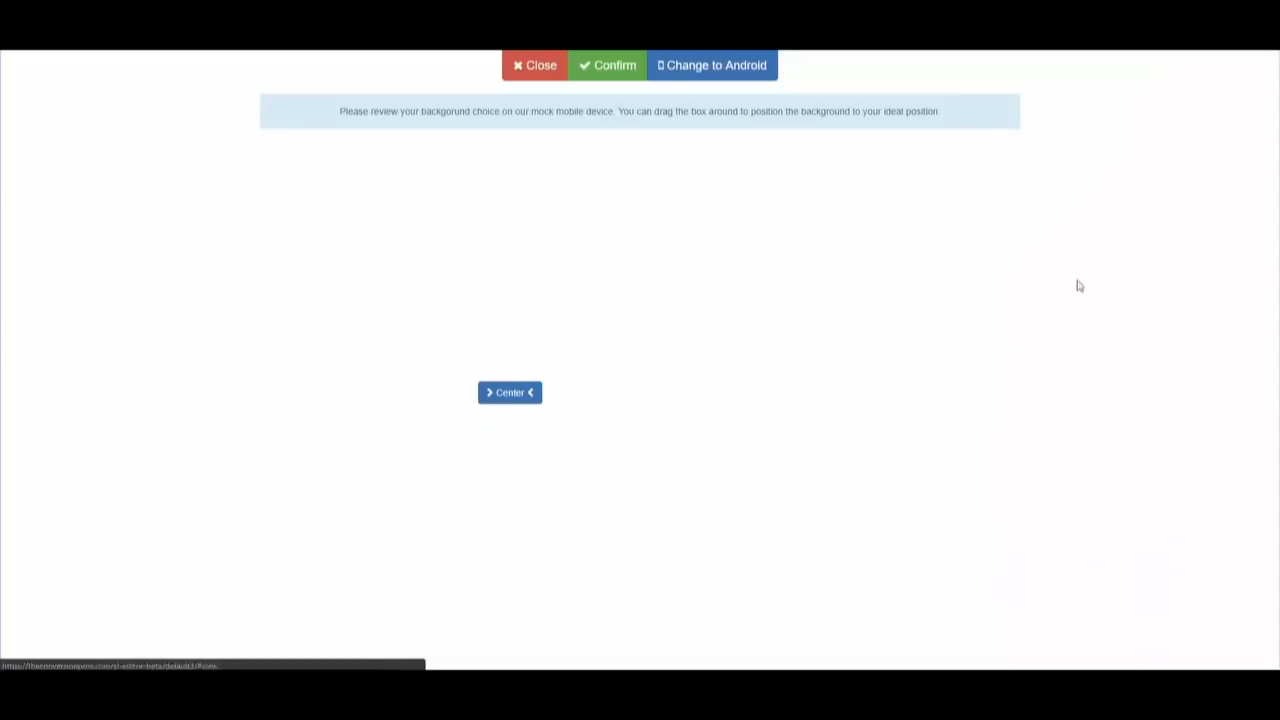 Close
Confirm
Change to Android
Please review your backgorund choice on our mock mobile device. You can drag the box around to position the background to your ideal position.
Center